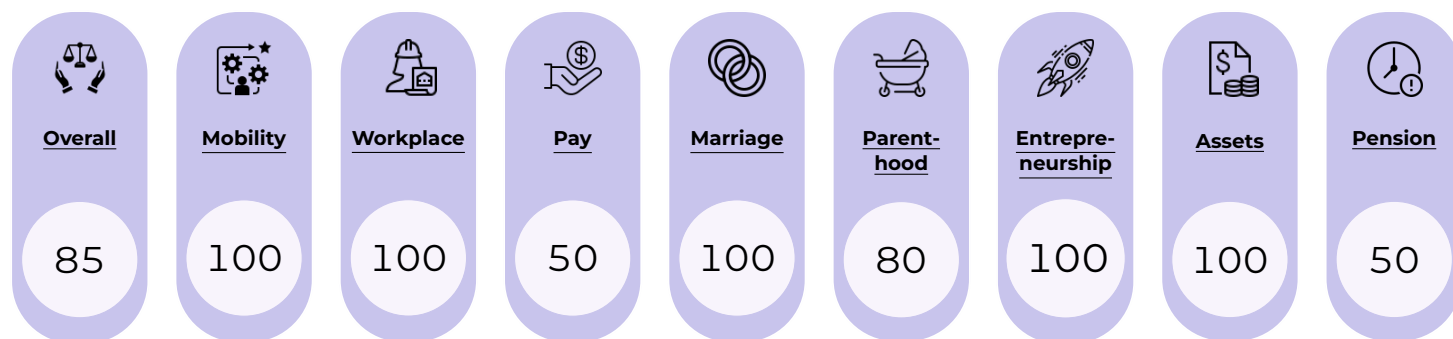 Overall
85
Mobility
100
Workplace
100
Pay
50
Marriage
100
Parent-
hood
80
Entrepre-
neurship
100
$
Assets
100
Pension
50